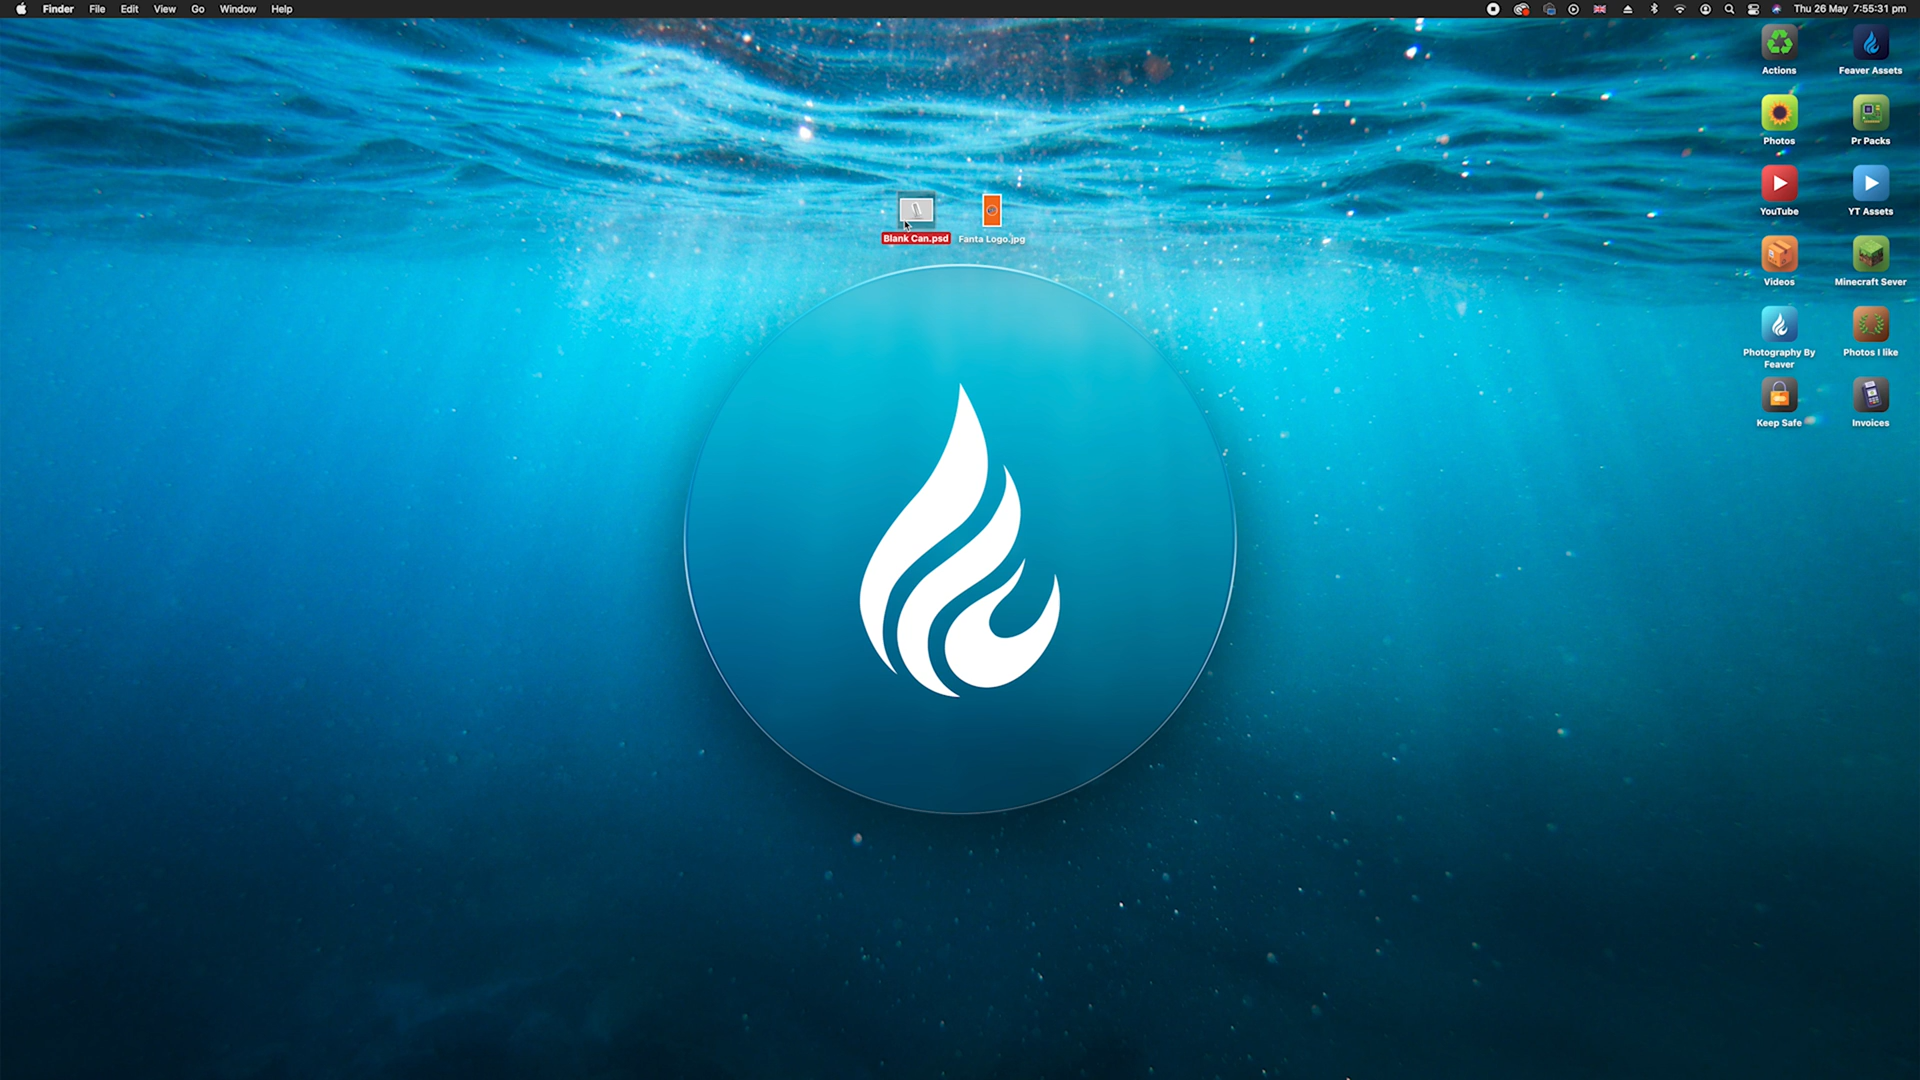 Finder File Edit View Go Window Help
Thu 26 May 7:55:31 pm
Actions
Feaver Assets
Photos
Pr Packs
YouTube
YT Assets
Videos
Minecraft Sever
Photography By
Feaver
Photos I like
Keep Safe
Invoices
Blank Can.psd
Fanta Logo.jpg